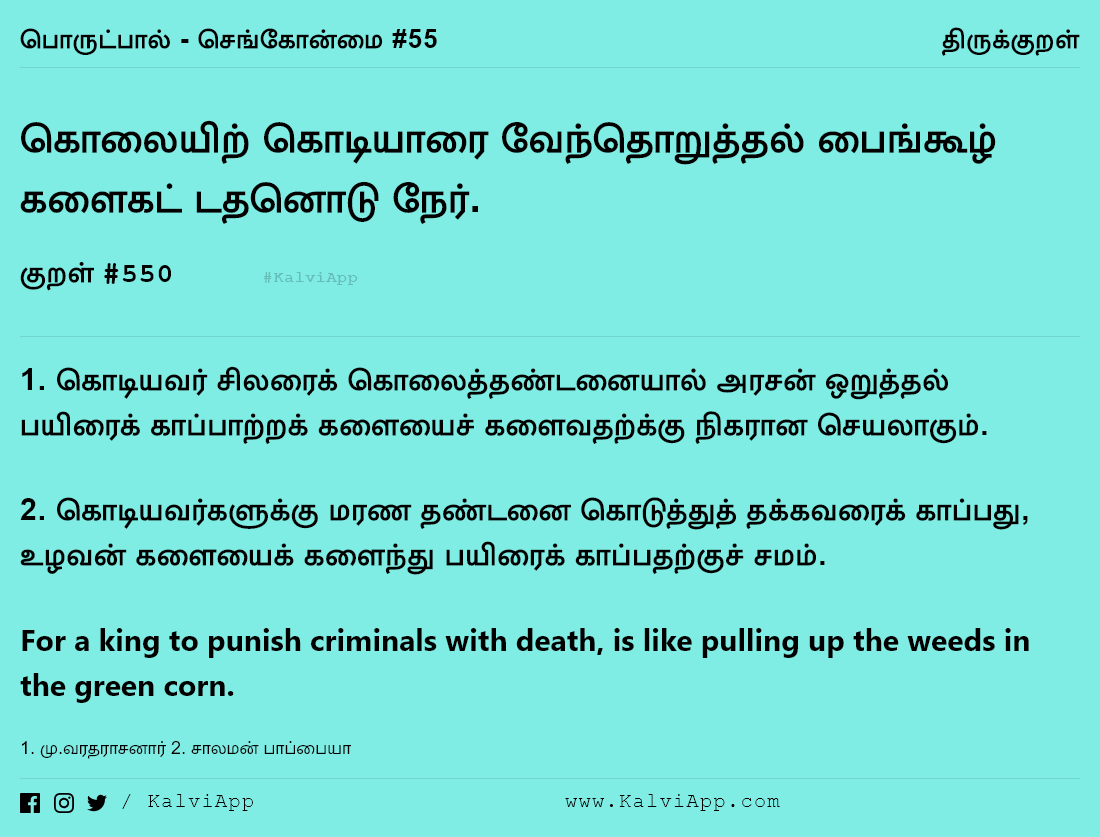 பொருட்பால் - செங்கோன்மை #55 திருக்குறள்
கொலையிற் கொடியாரை வேந்தொறுத்தல் பைங்கூழ்
களைகட் டதனொடு நேர்.
குறள் #550 #KalviApp
1. கொடியவர் சிலரைக் கொலைத்தண்டனையால் அரசன் ஒறுத்தல்
பயிரைக் காப்பாற்றக் களையைச் களைவதற்க்கு நிகரான செயலாகும்.
2. கொடியவர்களுக்கு மரண தண்டனை கொடுத்துத் தக்கவரைக் காப்பது,
உழவன் களையைக் களைந்து பயிரைக் காப்பதற்குச் சமம்.
For a king to punish criminals with death, is like pulling up the weeds in
the green corn.
1. மு.வரதராசனார் 2. சாலமன் பாப்பையா
/ KalviApp www.KalviApp.com